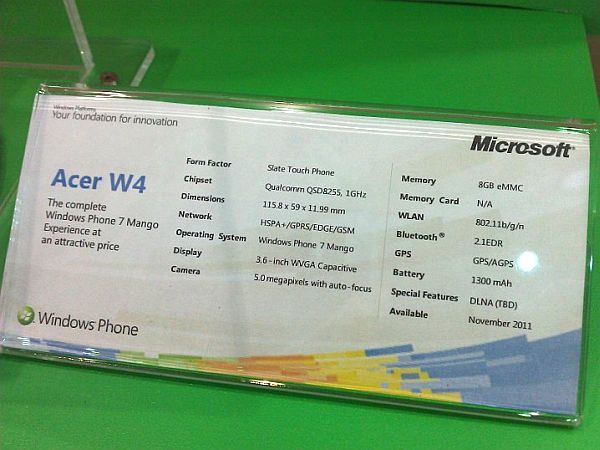 Windows Platforms
Your foundation for innovation
Microsoft®
Acer W4
The complete
Windows Phone 7 Mango
Experience at
an attractive price
Form Factor Slate Touch Phone
Chipset Qualcomm QSD8255, 1GHz
Dimensions 115.8 x 59 x 11.99 mm
Network HSPA+/GPRS/EDGE/GSM
Operating System Windows Phone 7 Mango
Display 3.6-inch WVGA Capacitive
Camera 5.0 megapixels with auto-focus
Memory 8GB eMMC
Memory Card N/A
WLAN 802.11b/g/n
Bluetooth® 2.1EDR
GPS GPS/AGPS
Battery 1300 mAh
Special Features DLNA (TBD)
Available November 2011
Windows Phone